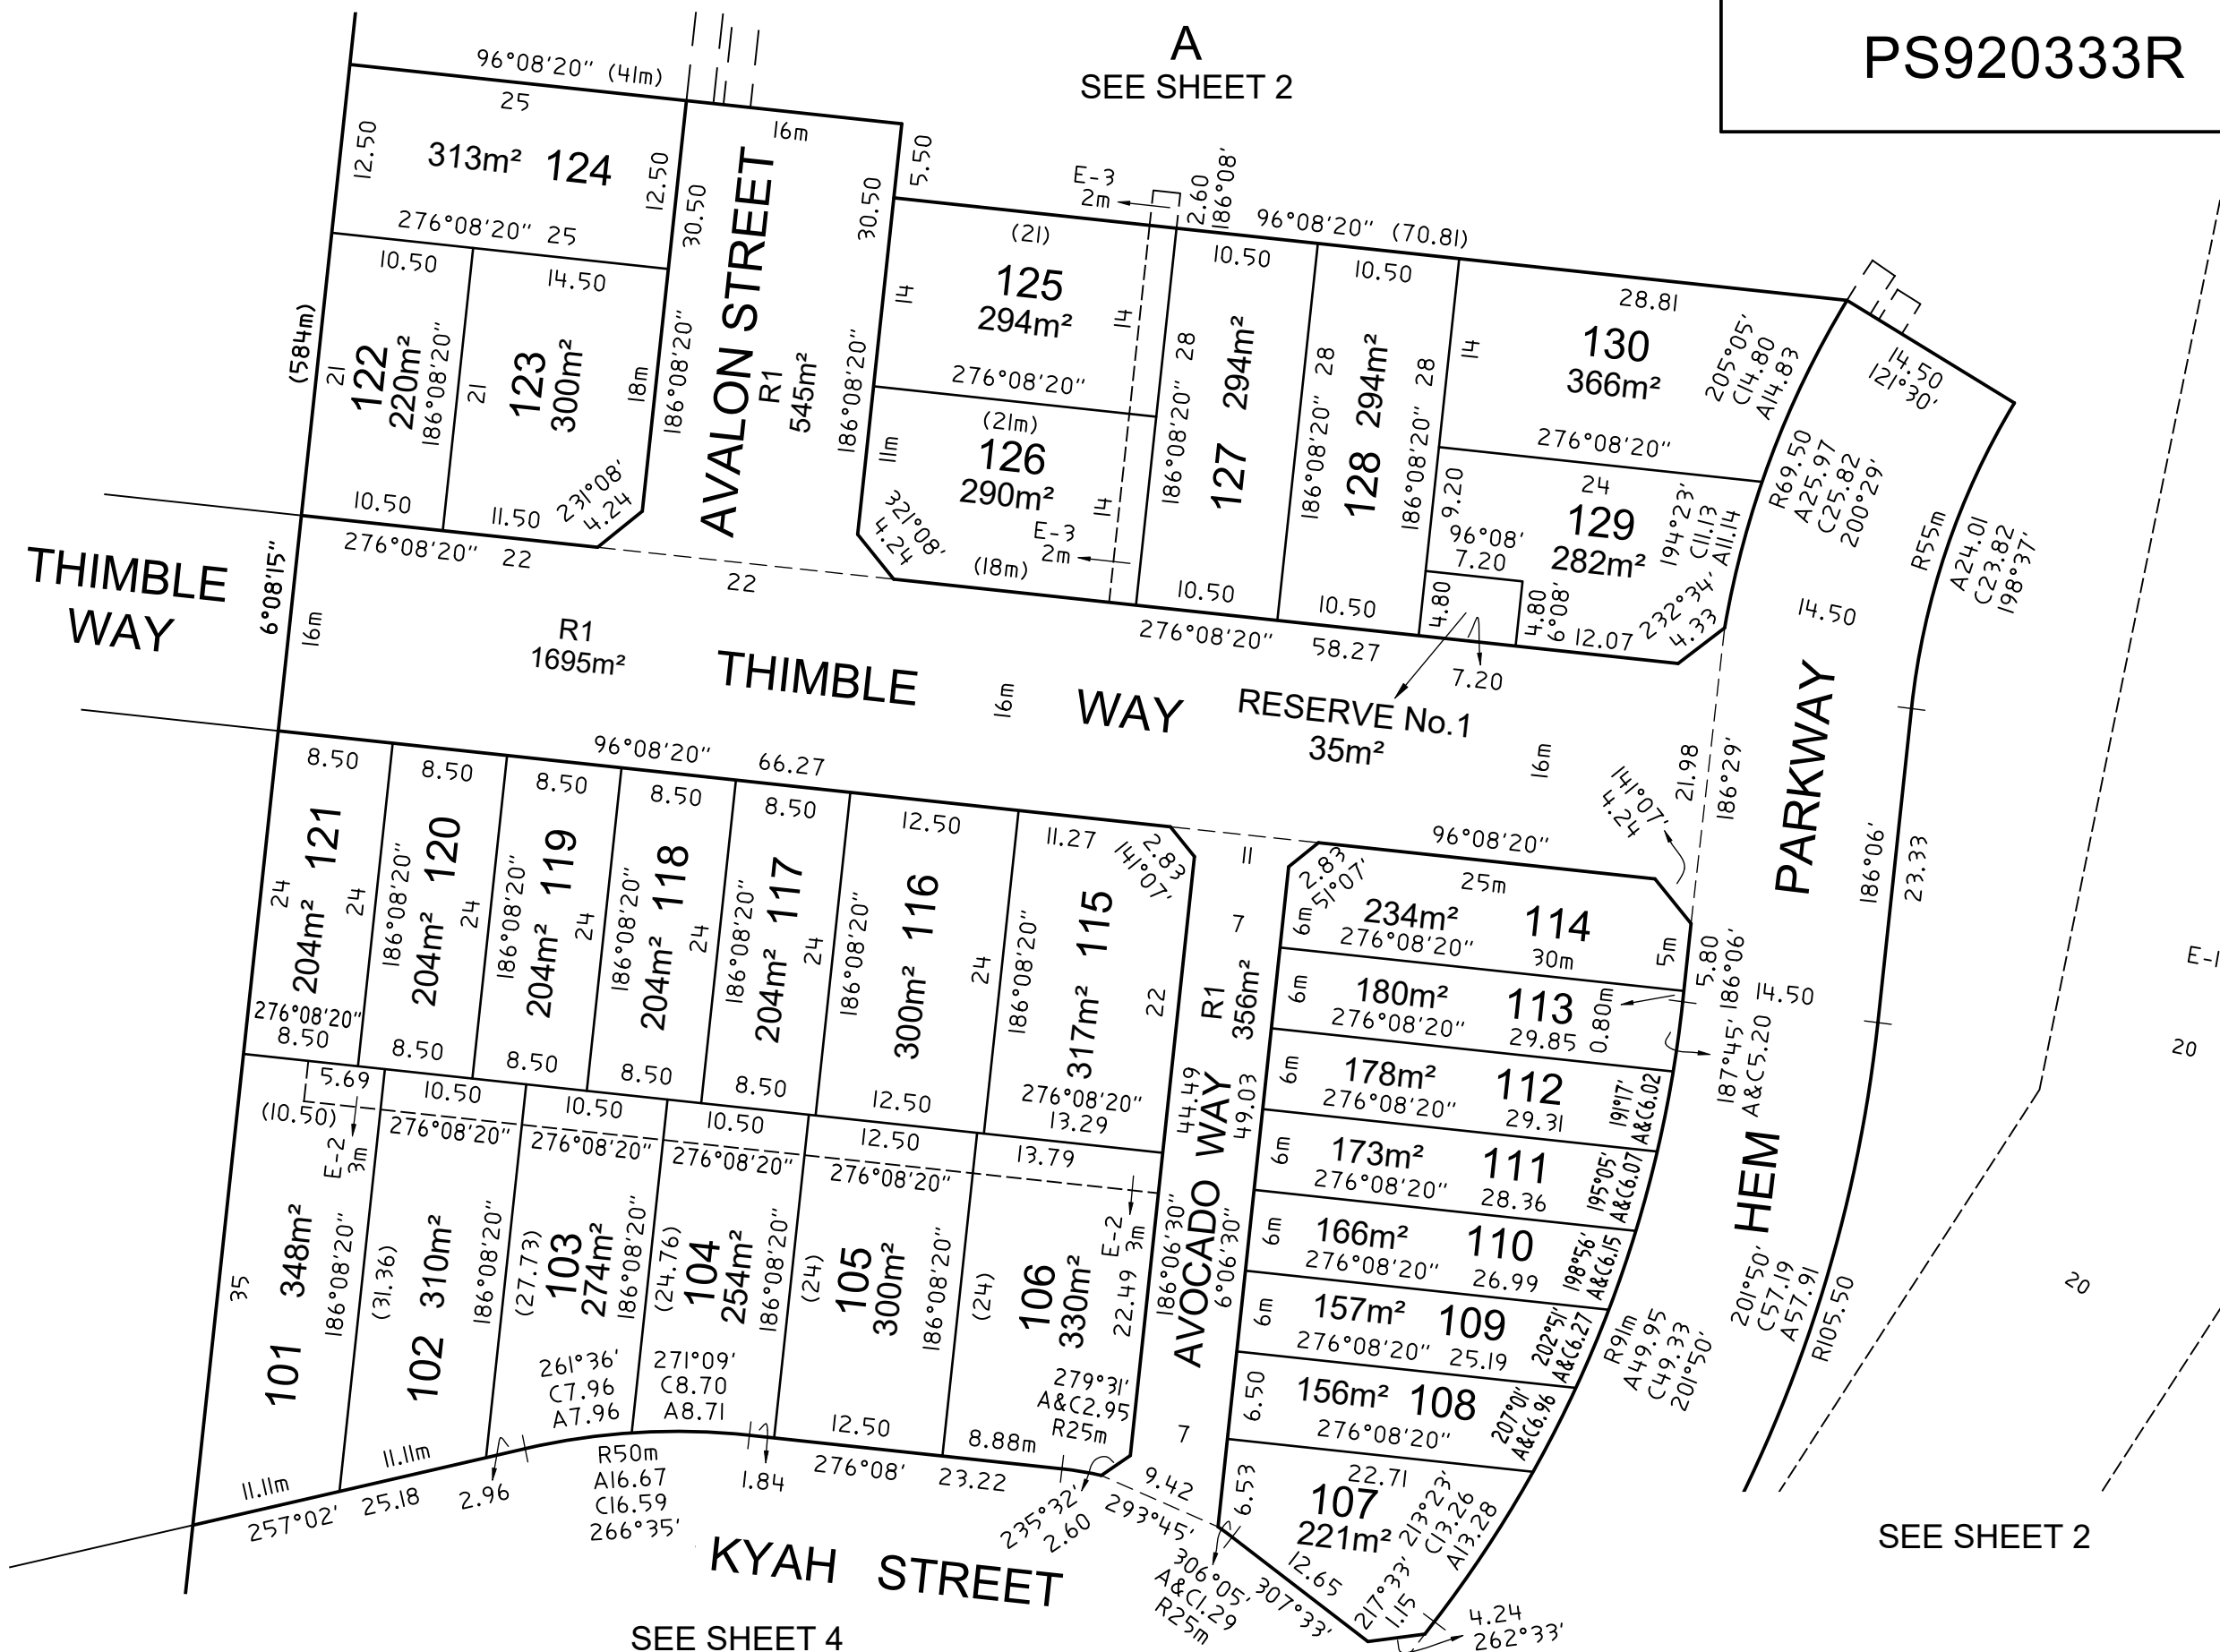 PS920333R
A
SEE SHEET 2
96°08'20" (41m)
25
12.50
313m² 124
12.50
276°08'20" 25
16m
5.50
30.50
30.50
AVALON STREET
R1
545m²
186°08'20"
186°08'20"
10.50
14.50
(584m)
21
122
220m²
186°08'20"
21
123
300m²
18m
10.50
11.50
231°08'
4.24
276°08'20" 22
22
E-3
2m
2.60
186°08'
96°08'20" (70.81)
(21)
125
294m²
14
14
276°08'20"
(21m)
126
290m²
11m
14
321°08'
4.24
E-3
2m
(18m)
10.50
28
127 294m²
186°08'20"
10.50
10.50
28
128 294m²
186°08'20"
10.50
28
186°08'20"
28.81
14
130
366m²
205°05'
C14.80
A14.83
276°08'20"
24
9.20
129
282m²
96°08'
7.20
194°23'
C11.13
A11.14
4.80
4.80
6°08'
12.07
232°34'
4.33
276°08'20" 58.27
7.20
RESERVE No.1
35m²
14.50
121°30'
R69.50
A25.97
C25.82
200°29'
R55m
A24.01
C23.82
198°37'
14.50
THIMBLE
WAY
6°08'15"
16m
R1
1695m²
THIMBLE WAY
16m
16m
21.98
186°29'
HEM PARKWAY
186°06'
23.33
96°08'20" 66.27
8.50
24
204m² 121
24
276°08'20"
8.50
8.50
186°08'20"
204m² 120
24
8.50
8.50
186°08'20"
204m² 119
24
8.50
8.50
186°08'20"
204m² 118
24
8.50
8.50
186°08'20"
204m² 117
24
8.50
12.50
186°08'20"
300m² 116
24
12.50
11.27
2.83
141°07'
186°08'20"
317m² 115
22
276°08'20"
13.29
11
7
R1
356m²
44.49
49.03
AVOCADO WAY
186°06'30"
6°06'30"
7
96°08'20"
141°07'
4.24
2.83
51°07'
25m
6m
234m² 114
276°08'20"
30m
5m
6m
180m² 113
276°08'20"
29.85
0.80m
5.80
186°06'
14.50
187°45'
A&C5.20
6m
178m² 112
276°08'20"
29.31
191°17'
A&C6.02
6m
173m² 111
276°08'20"
28.36
195°05'
A&C6.07
6m
166m² 110
276°08'20"
26.99
198°56'
A&C6.15
6m
157m² 109
276°08'20"
25.19
202°51'
A&C6.27
6.50
156m² 108
276°08'20"
207°01'
A&C6.96
6.53
22.71
107
221m²
213°23'
C13.26
A13.28
12.65
217°33'
1.15
4.24
262°33'
R91m
A49.95
C49.33
201°50'
201°50'
C57.19
A57.91
R105.50
E-1
20
20
SEE SHEET 2
5.69
(10.50)
E-2
3m
35
101 348m²
186°08'20"
11.11m
10.50
276°08'20"
(31.36)
102 310m²
186°08'20"
11.11m
10.50
276°08'20"
(27.73)
103
274m²
186°08'20"
261°36'
C7.96
A7.96
10.50
276°08'20"
(24.76)
104
254m²
186°08'20"
271°09'
C8.70
A8.71
12.50
276°08'20"
(24)
105
300m²
186°08'20"
12.50
13.79
E-2
3m
(24)
106
330m²
22.49
279°31'
A&C2.95
R25m
8.88m
257°02' 25.18
2.96
R50m
A16.67
C16.59
266°35'
1.84
276°08' 23.22
235°32'
2.60
9.42
293°45'
306°05'
A&C1.29
R25m
307°33'
KYAH STREET
SEE SHEET 4